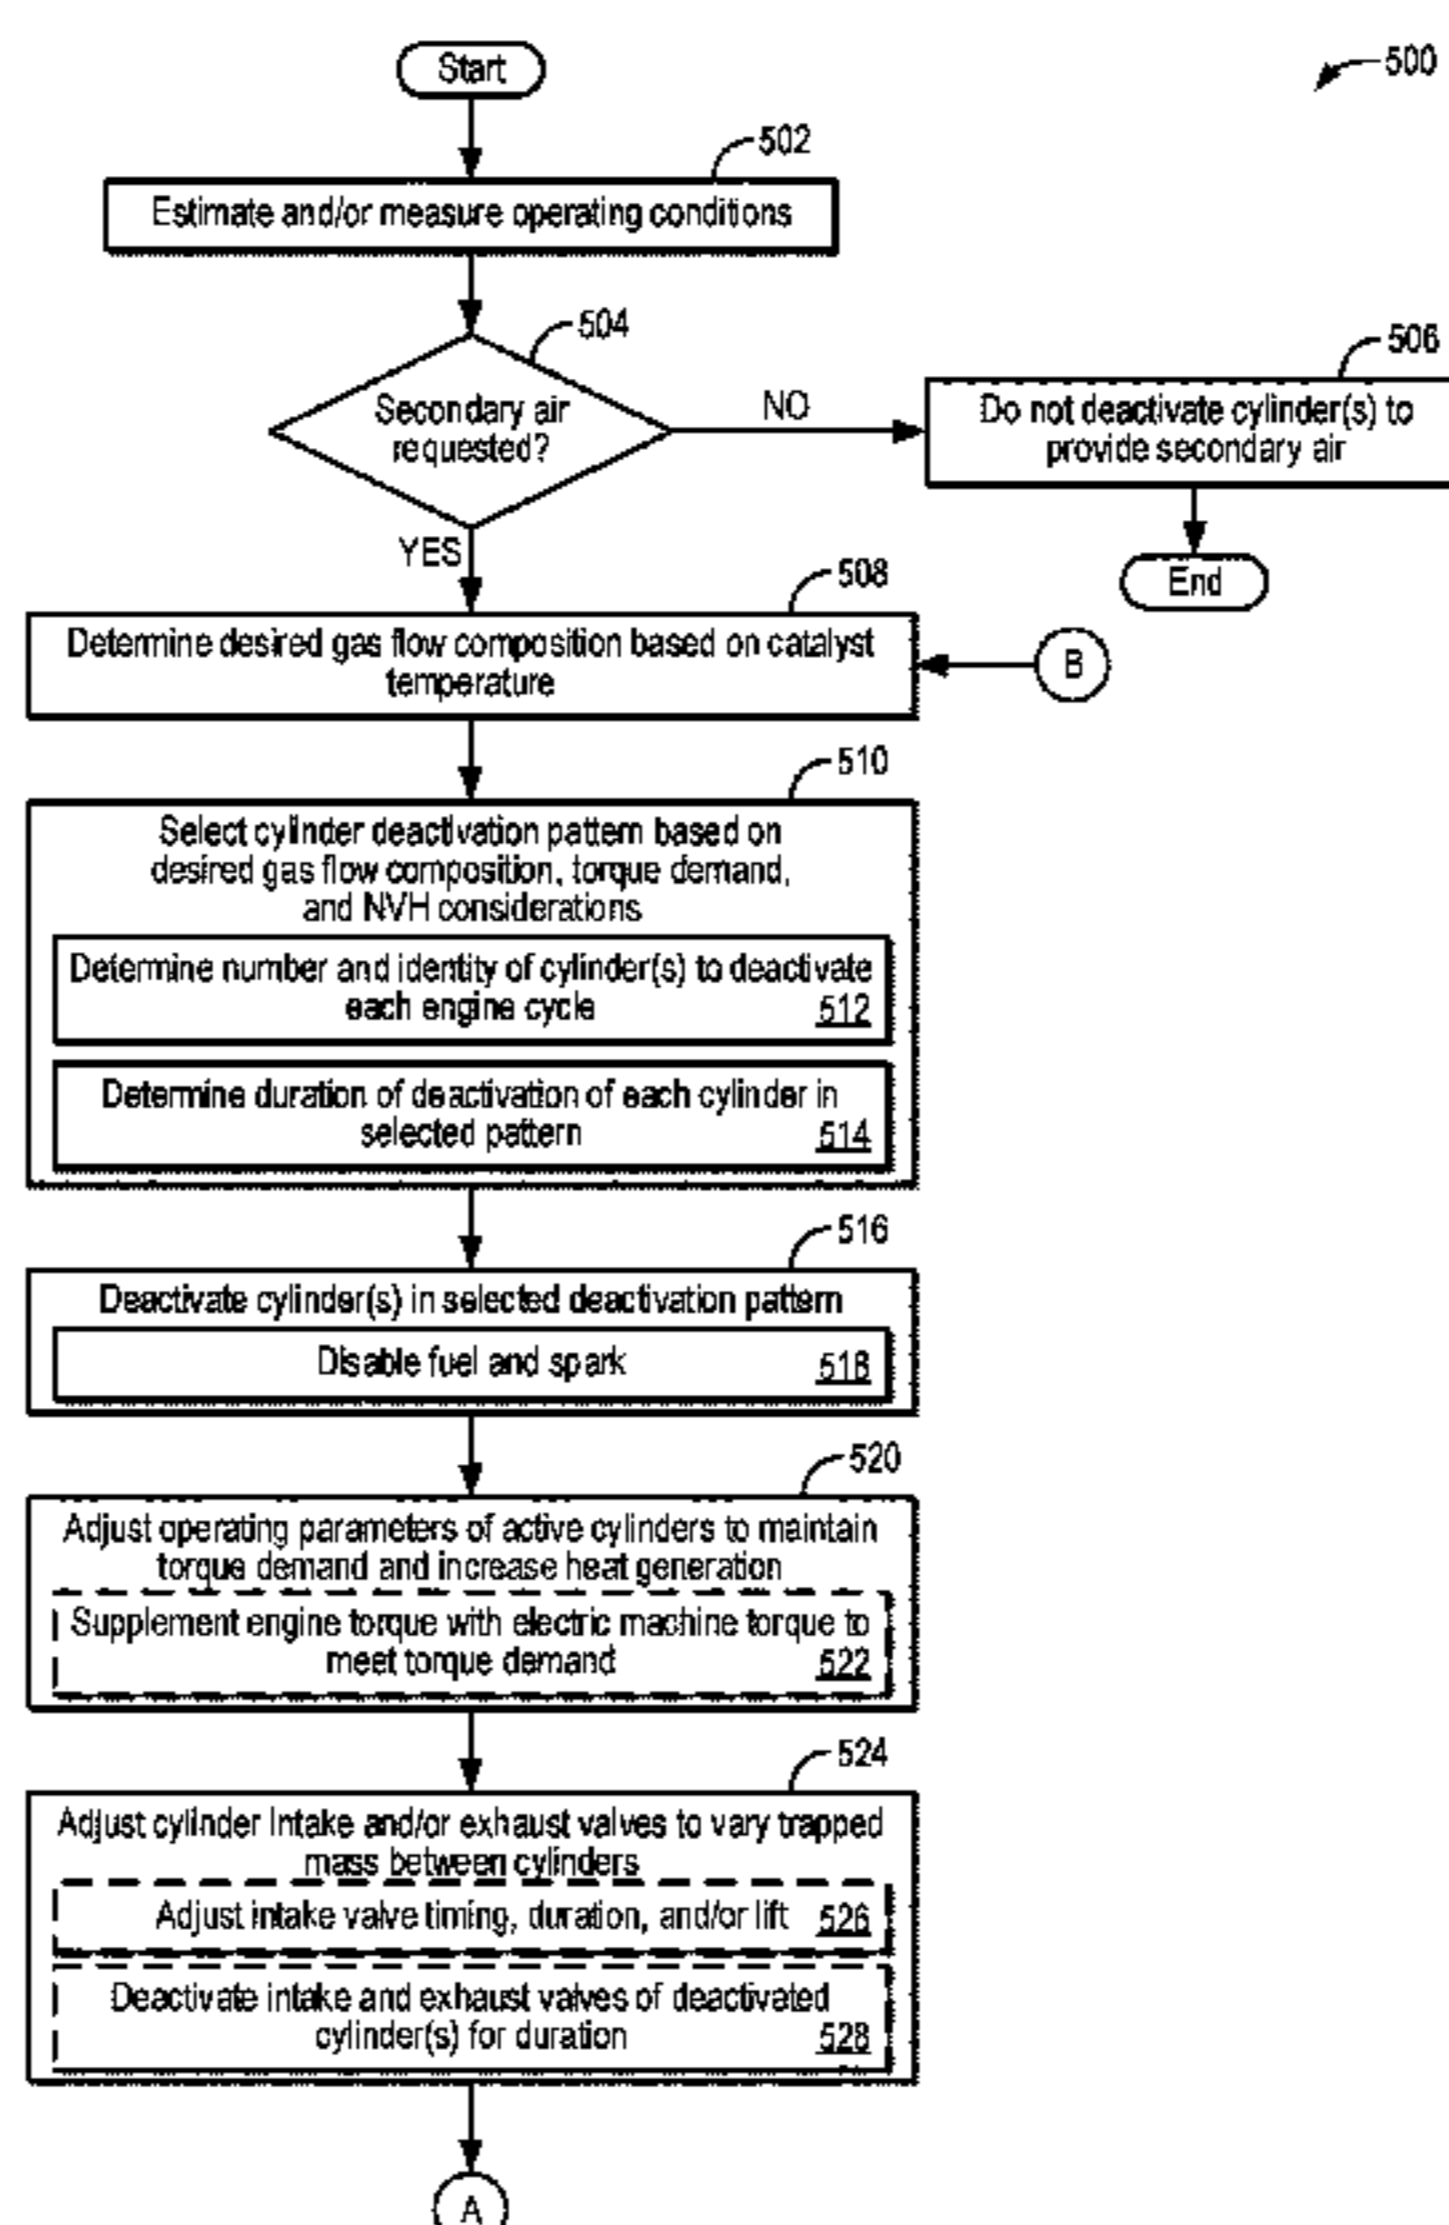 Start
500
502
Estimate and/or measure operating conditions
504
Secondary air
requested?
NO
506
Do not deactivate cylinder(s) to
provide secondary air
End
YES
508
Determine desired gas flow composition based on catalyst
temperature
B
510
Select cylinder deactivation pattern based on
desired gas flow composition, torque demand,
and NVH considerations
Determine number and identity of cylinder(s) to deactivate
each engine cycle 512
Determine duration of deactivation of each cylinder in
selected pattern 514
516
Deactivate cylinder(s) in selected deactivation pattern
Disable fuel and spark 518
520
Adjust operating parameters of active cylinders to maintain
torque demand and increase heat generation
Supplement engine torque with electric machine torque to
meet torque demand 522
524
Adjust cylinder intake and/or exhaust valves to vary trapped
mass between cylinders
Adjust intake valve timing, duration, and/or lift 526
Deactivate intake and exhaust valves of deactivated
cylinder(s) for duration 528
A